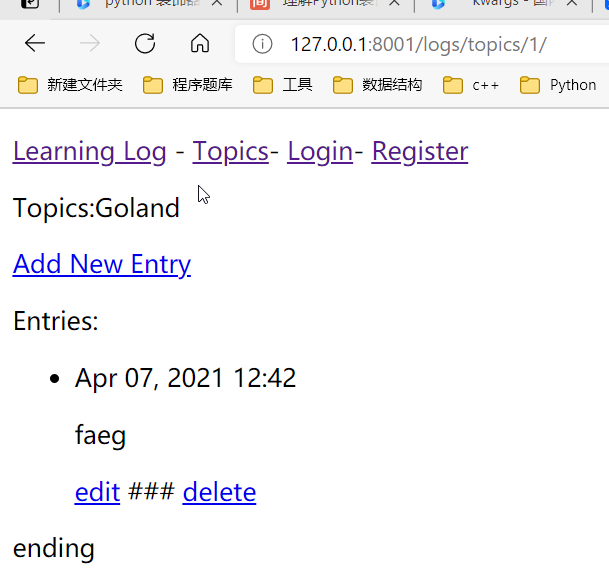 python 装饰器
理解Python装
kwargs - 国
127.0.0.1:8001/logs/topics/1/
新建文件夹 程序题库 工具 数据结构 c++ Python
Learning Log - Topics- Login- Register
Topics:Goland
Add New Entry
Entries:
Apr 07, 2021 12:42
faeg
edit ### delete
ending